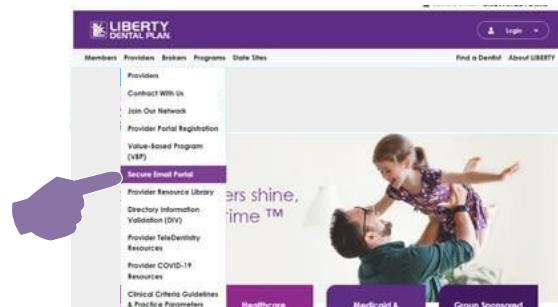 LIBERTY
DENTAL PLAN
Login
Members Providers Brokers Programs State Sites
Find a Dentist About LIBERTY
Providers
Contract With Us
Join Our Network
Provider Portal Registration
Value-Based Program
(VBP)
Secure Email Portal
Provider Resource Library
Directory Information
Validation (DIV)
Provider TeleDentistry
Resources
Provider COVID-19
Resources
Clinical Criteria Guidelines
& Practice Parameters
ers shine,
ime ™
Healthcare
Medicaid &
Group Sponsored